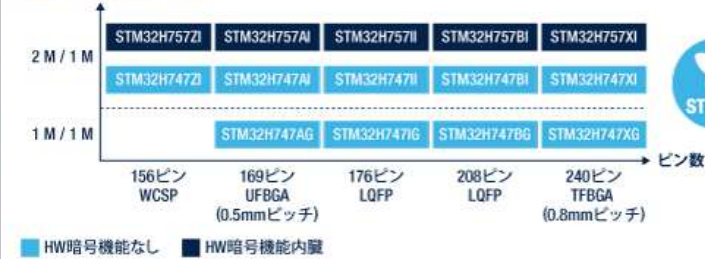 STM32H757ZI STM32H757AI STM32H757II STM32H757BI STM32H757XI
2 M / 1 M
STM32H747ZI STM32H747AI STM32H747II STM32H747BI STM32H747XI
1 M / 1 M
STM32H747AG STM32H747IG STM32H747BG STM32H747XG
ピン数
156ピン 169ピン 176ピン 208ピン 240ピン
WCSP UFBGA LQFP LQFP TFBGA
(0.5mmピッチ) (0.8mmピッチ)
HW暗号機能なし HW暗号機能内臓